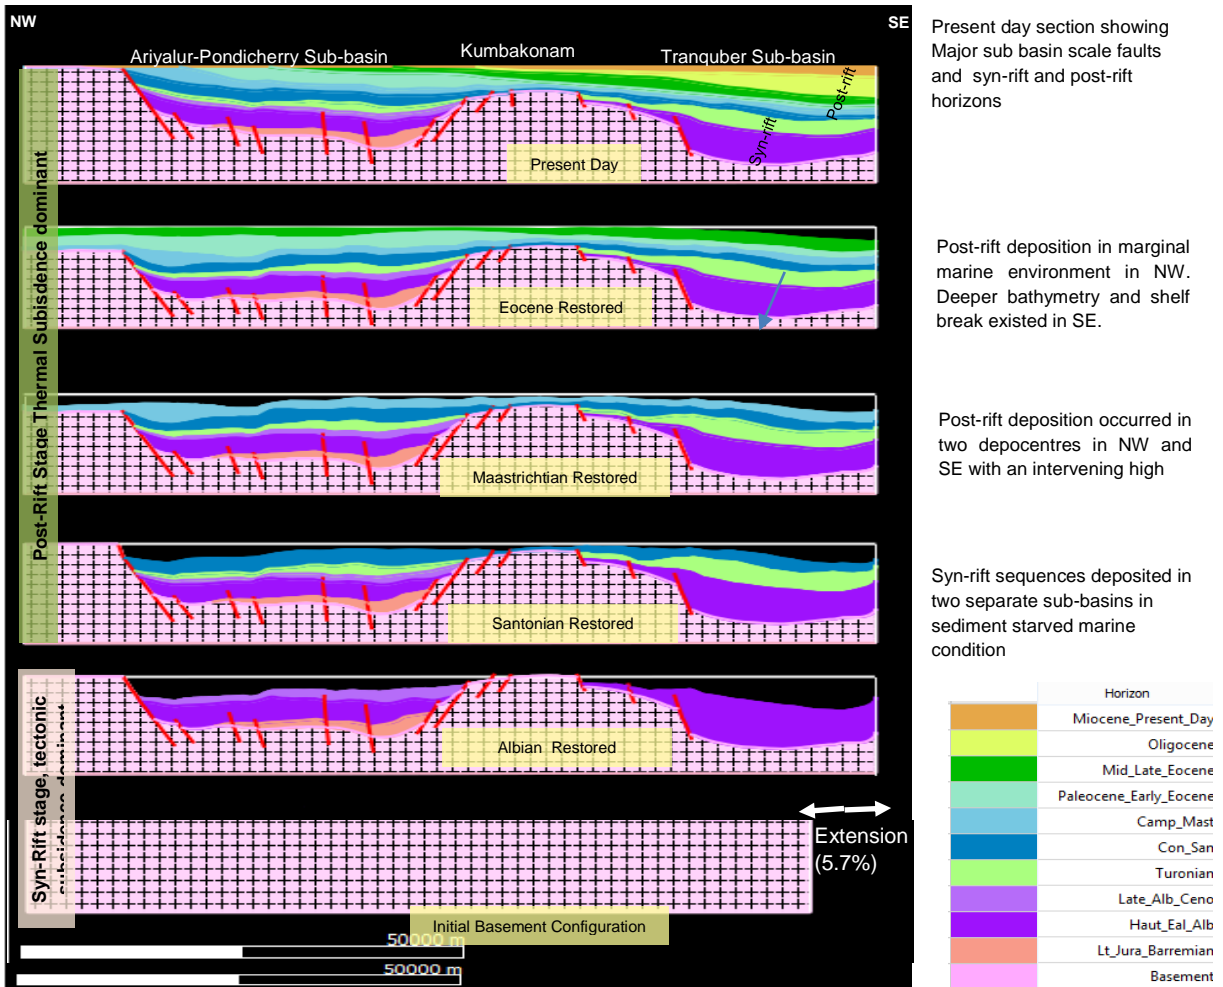 NW
SE
Ariyalur-Pondicherry Sub-basin
Kumbakonam
Tranquber Sub-basin
Post-rift
Syn-rift
Present Day
Present day section showing
Major sub basin scale faults
and syn-rift and post-rift
horizons
Post-Rift Stage Thermal Subisdence dominant
Eocene Restored
Post-rift deposition in marginal
marine environment in NW.
Deeper bathymetry and shelf
break existed in SE.
Maastrichtian Restored
Post-rift deposition occurred in
two depocentres in NW and
SE with an intervening high
Santonian Restored
Syn-rift sequences deposited in
two separate sub-basins in
sediment starved marine
condition
Syn-Rift stage, tectonic
subsidence dominant
Albian Restored
Extension
(5.7%)
Initial Basement Configuration
50000 m
50000 m
Horizon
Miocene_Present_Day
Oligocene
Mid_Late_Eocene
Paleocene_Early_Eocene
Camp_Mast
Con_San
Turonian
Late_Alb_Ceno
Haut_Eal_Alb
Lt_Jura_Barremian
Basement